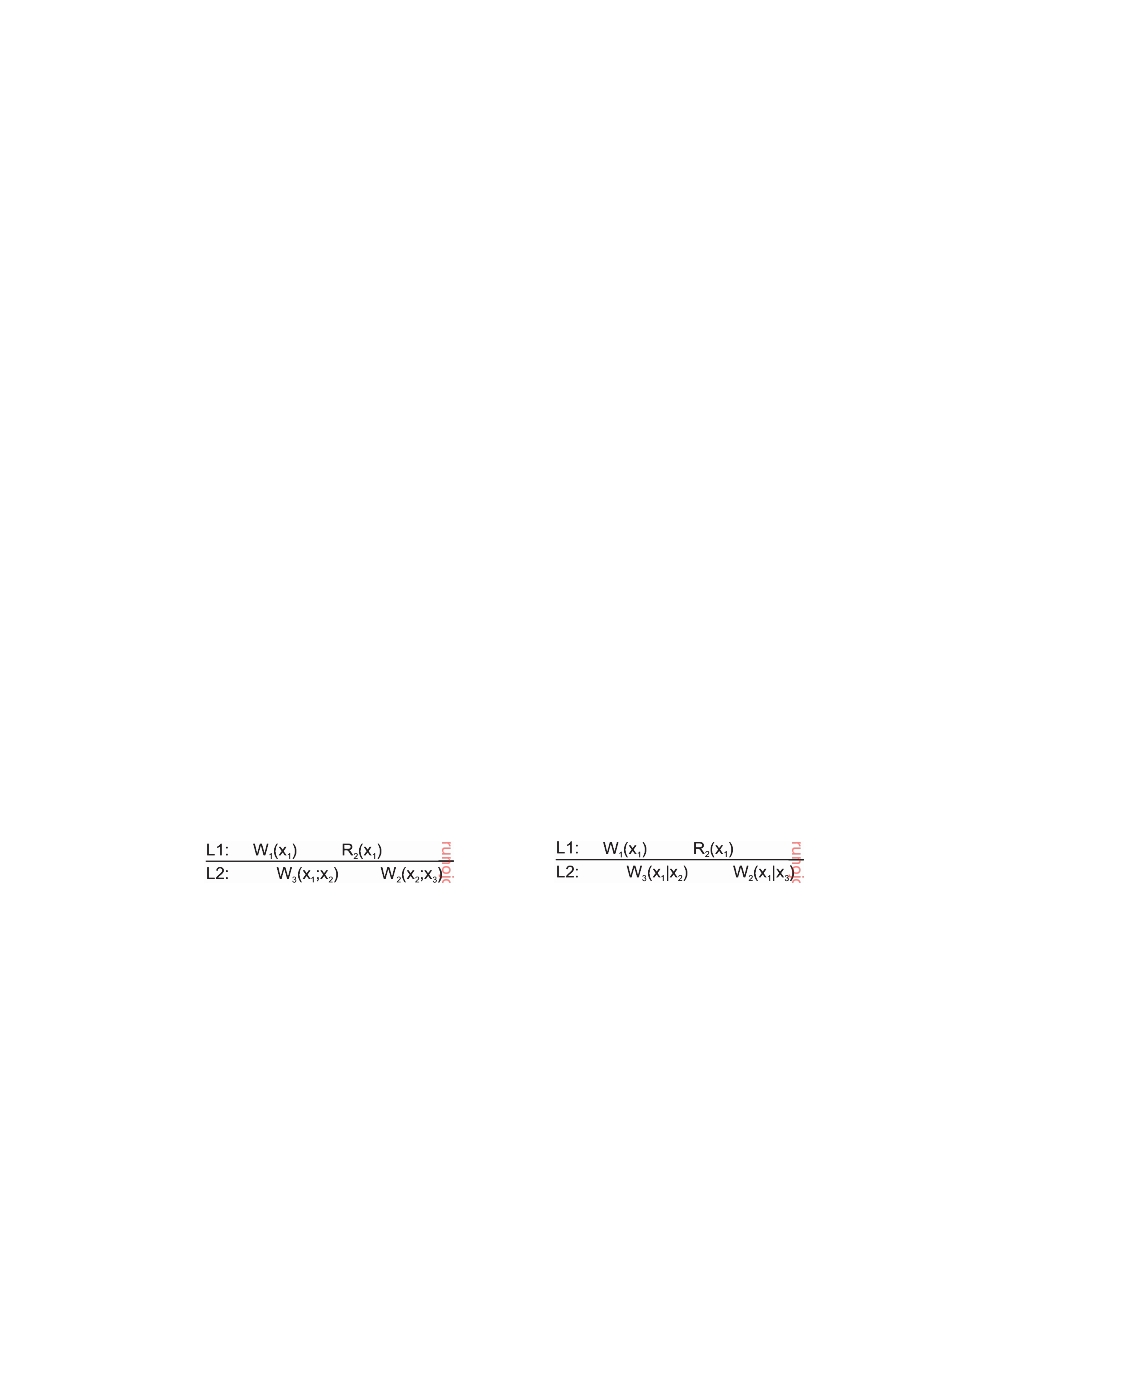 L1: W₁(x₁) R₂(x₁)
L2: W₃(x₁;x₂) W₂(x₂;x₃)
L1: W₁(x₁) R₂(x₁)
L2: W₃(x₁|x₂) W₂(x₁|x₃)